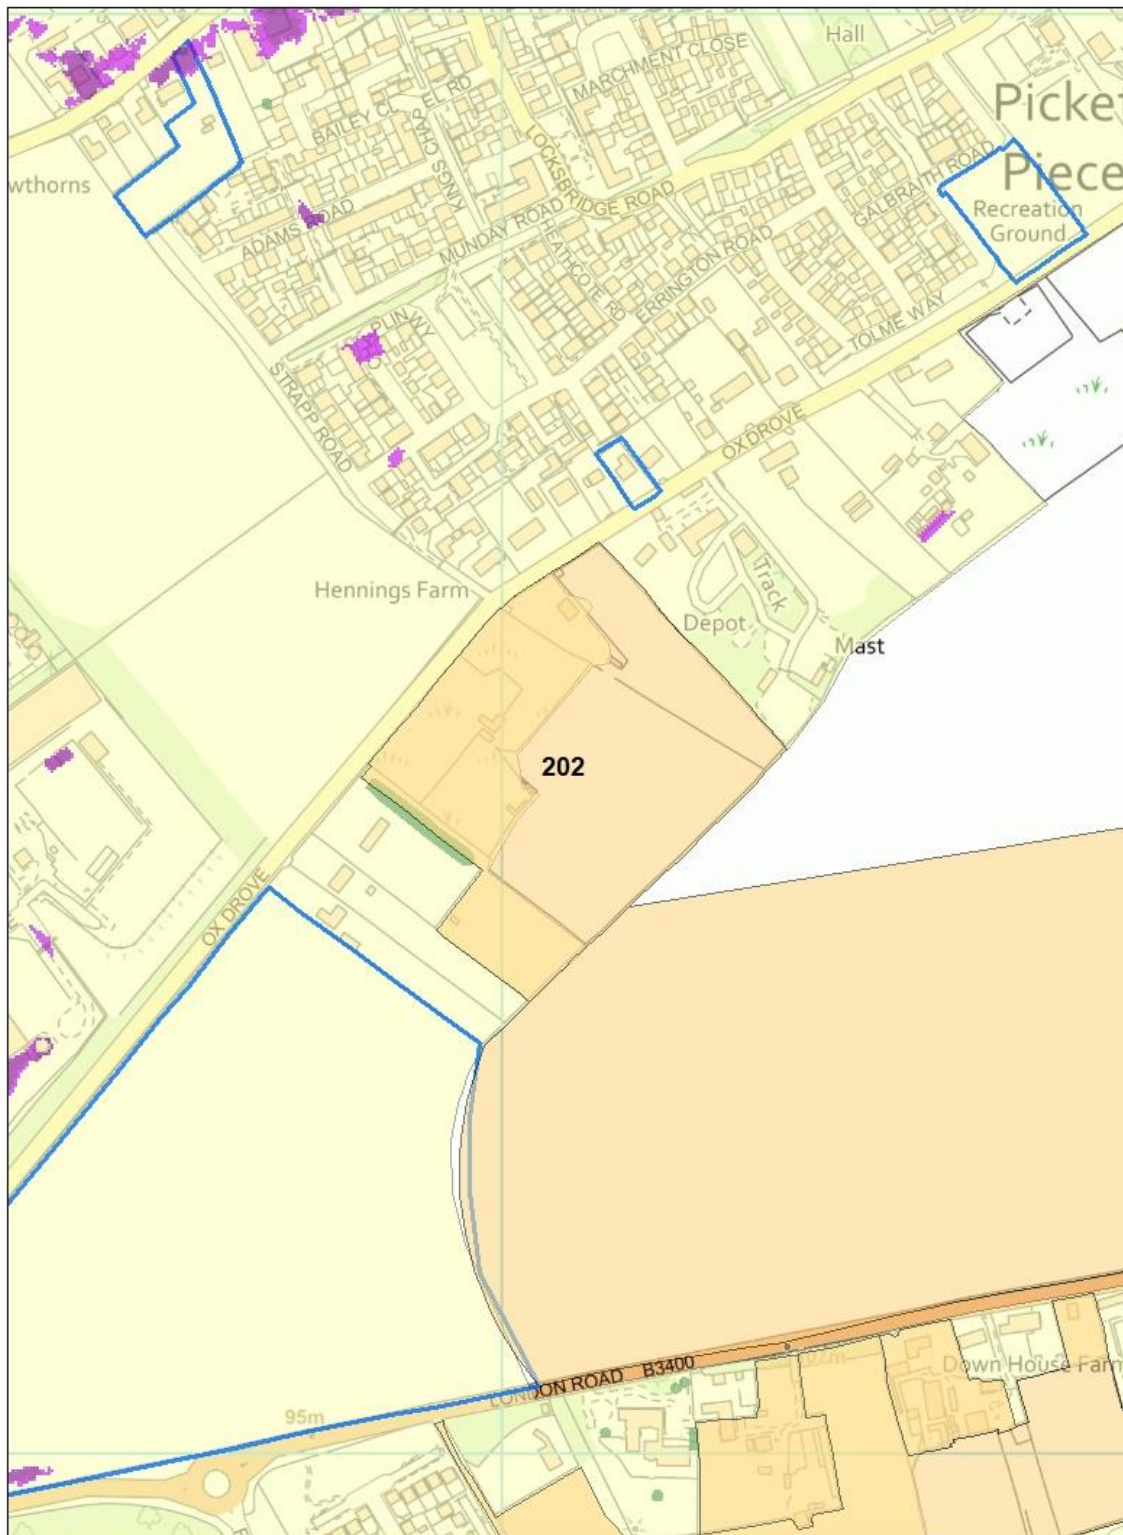 Hall
MARCHMENT CLOSE
Picket
Piece
BAILEY CL
CHAPEL RD
KINGS
LOCKSBRIDGE ROAD
wthorns
GALBRAITH ROAD
Recreation
Ground
ADAMS ROAD
MUNDAY ROAD
HEATHCOTE RD
ERRINGTON ROAD
TOLME WAY
STRAPP ROAD
OX DROVE
Hennings Farm
Track
Depot
Mast
202
OX DROVE
LONDON ROAD B3400
Down House Farm
95m